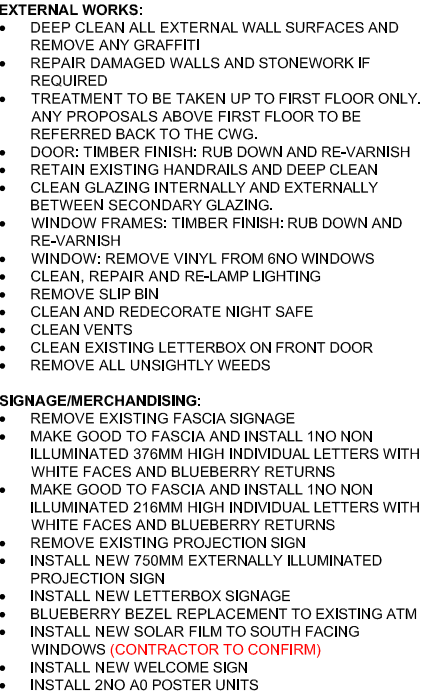 EXTERNAL WORKS:
• DEEP CLEAN ALL EXTERNAL WALL SURFACES AND
REMOVE ANY GRAFFITI
• REPAIR DAMAGED WALLS AND STONEWORK IF
REQUIRED
• TREATMENT TO BE TAKEN UP TO FIRST FLOOR ONLY.
ANY PROPOSALS ABOVE FIRST FLOOR TO BE
REFERRED BACK TO THE CWG.
• DOOR: TIMBER FINISH: RUB DOWN AND RE-VARNISH
• RETAIN EXISTING HANDRAILS AND DEEP CLEAN
• CLEAN GLAZING INTERNALLY AND EXTERNALLY
BETWEEN SECONDARY GLAZING.
• WINDOW FRAMES: TIMBER FINISH: RUB DOWN AND
RE-VARNISH
• WINDOW: REMOVE VINYL FROM 6NO WINDOWS
• CLEAN, REPAIR AND RE-LAMP LIGHTING
• REMOVE SLIP BIN
• CLEAN AND REDECORATE NIGHT SAFE
• CLEAN VENTS
• CLEAN EXISTING LETTERBOX ON FRONT DOOR
• REMOVE ALL UNSIGHTLY WEEDS
SIGNAGE/MERCHANDISING:
• REMOVE EXISTING FASCIA SIGNAGE
• MAKE GOOD TO FASCIA AND INSTALL 1NO NON
ILLUMINATED 376MM HIGH INDIVIDUAL LETTERS WITH
WHITE FACES AND BLUEBERRY RETURNS
• MAKE GOOD TO FASCIA AND INSTALL 1NO NON
ILLUMINATED 216MM HIGH INDIVIDUAL LETTERS WITH
WHITE FACES AND BLUEBERRY RETURNS
• REMOVE EXISTING PROJECTION SIGN
• INSTALL NEW 750MM EXTERNALLY ILLUMINATED
PROJECTION SIGN
• INSTALL NEW LETTERBOX SIGNAGE
• BLUEBERRY BEZEL REPLACEMENT TO EXISTING ATM
• INSTALL NEW SOLAR FILM TO SOUTH FACING
WINDOWS (CONTRACTOR TO CONFIRM)
• INSTALL NEW WELCOME SIGN
• INSTALL 2NO A0 POSTER UNITS